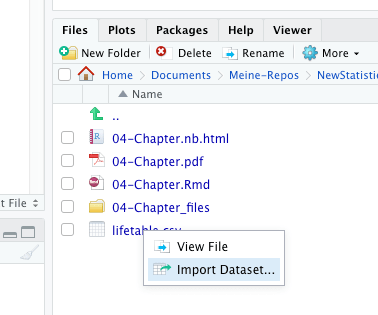 Files Plots Packages Help Viewer
New Folder Delete Rename More
Home Documents Meine-Repos NewStatistic
Name
..
04-Chapter.nb.html
04-Chapter.pdf
04-Chapter.Rmd
04-Chapter_files
t File
lifetable.csv
View File
Import Dataset...